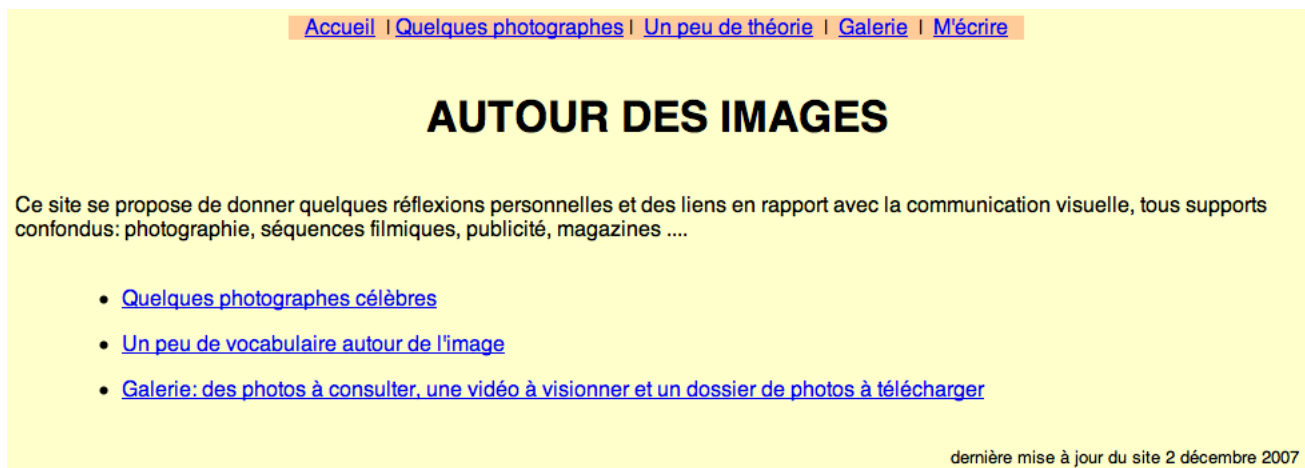 Accueil | Quelques photographes | Un peu de théorie | Galerie | M'écrire
AUTOUR DES IMAGES
Ce site se propose de donner quelques réflexions personnelles et des liens en rapport avec la communication visuelle, tous supports
confondus: photographie, séquences filmiques, publicité, magazines ....
• Quelques photographes célèbres
• Un peu de vocabulaire autour de l'image
• Galerie: des photos à consulter, une vidéo à visionner et un dossier de photos à télécharger
dernière mise à jour du site 2 décembre 2007